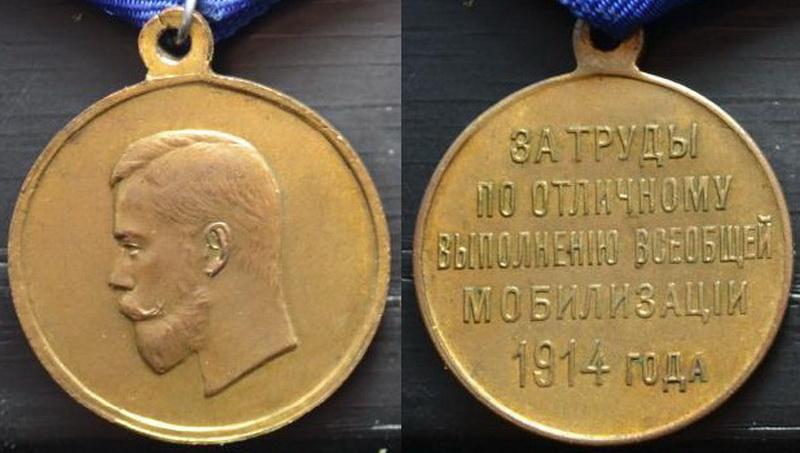 ЗА ТРУДЫ
ПО ОТЛИЧНОМУ
ВЫПОЛНЕНІЮ ВСЕОБЩЕЙ
МОБИЛИЗАЦІИ
1914 ГОДА